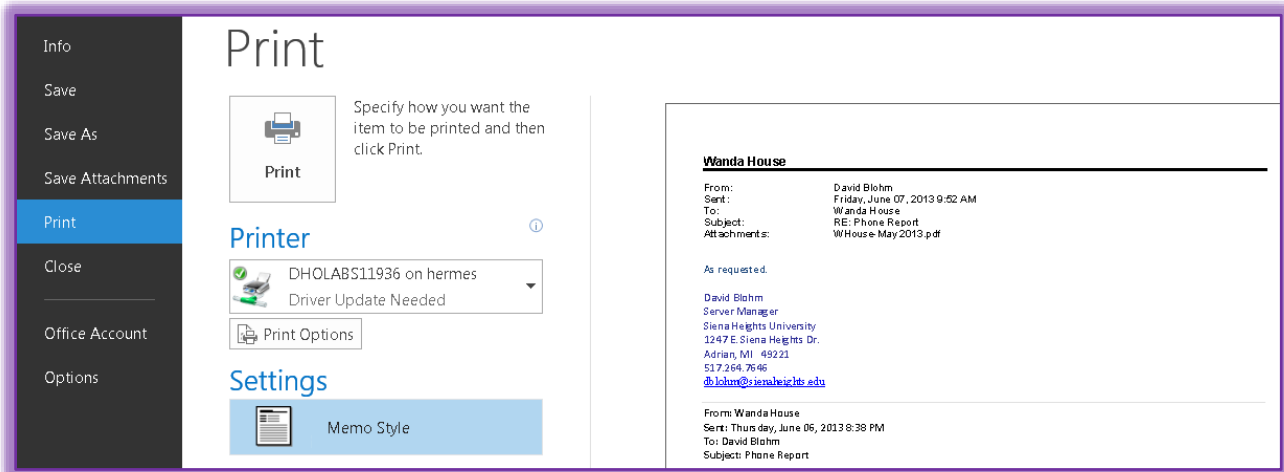 Info
Save
Save As
Save Attachments
Print
Close
Office Account
Options
Print
Print
Specify how you want the
item to be printed and then
click Print.
Printer
DHOLABS11936 on hermes
Driver Update Needed
Print Options
Settings
Memo Style
Wanda House
From: David Blohm
Sent: Friday, June 07, 2013 9:52 AM
To: Wanda House
Subject: RE: Phone Report
Attachments: WHouse-May 2013.pdf
As requested.
David Blohm
Server Manager
Siena Heights University
1247 E. Siena Heights Dr.
Adrian, MI 49221
517.264.7646
dblohm@sienaheights.edu
From: Wanda House
Sent: Thursday, June 06, 2013 8:38 PM
To: David Blohm
Subject: Phone Report